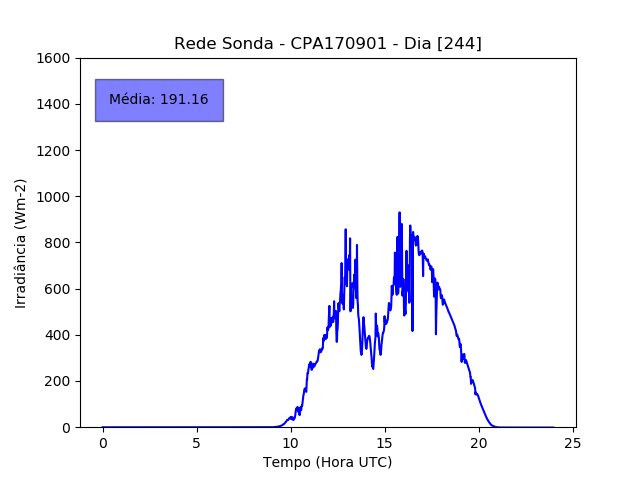 Rede Sonda - CPA170901 - Dia [244]
1600
1400
1200
1000
800
600
400
200
0
Média: 191.16
Irradiância (Wm-2)
0 5 10 15 20 25
Tempo (Hora UTC)